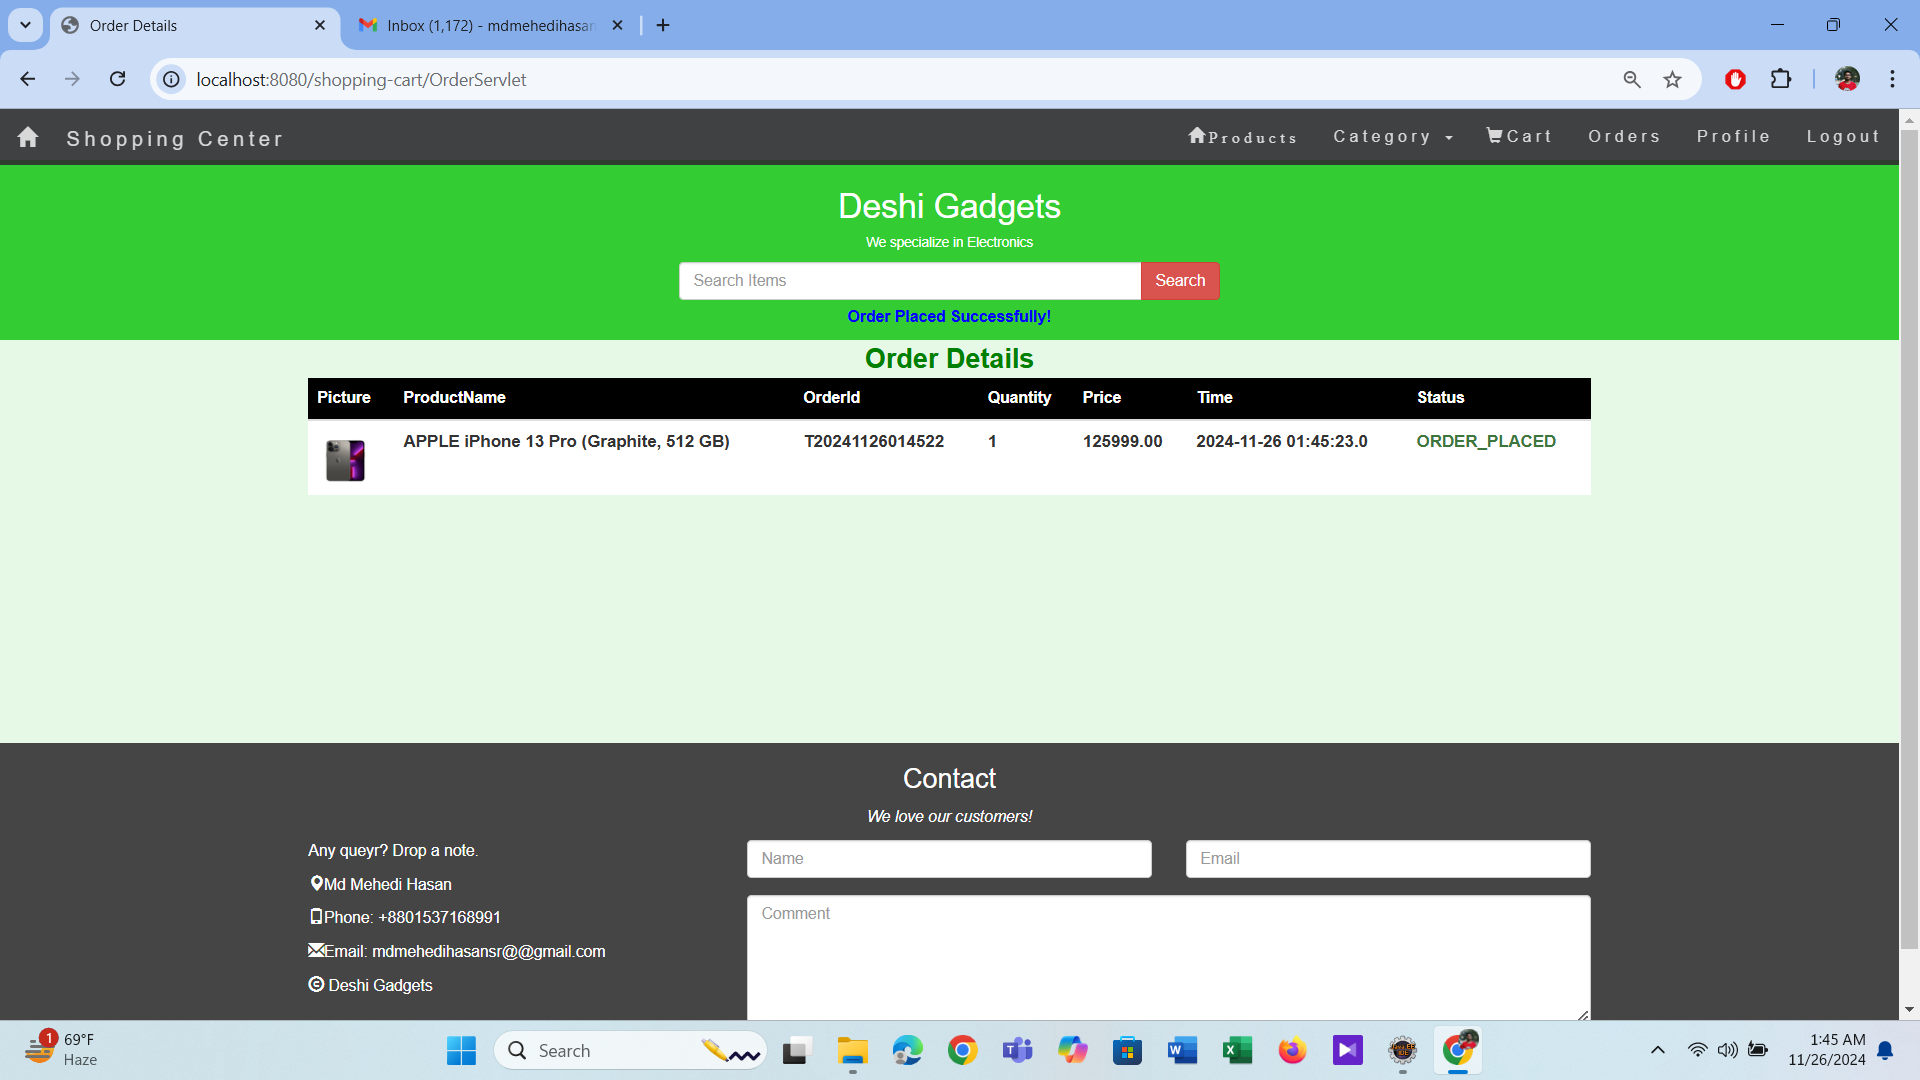 Order Details
Inbox (1,172) - mdmehedihasan
localhost:8080/shopping-cart/OrderServlet
Shopping Center
Products Category Cart Orders Profile Logout
Deshi Gadgets
We specialize in Electronics
Search Items Search
Order Placed Successfully!
Order Details
Picture ProductName OrderId Quantity Price Time Status
APPLE iPhone 13 Pro (Graphite, 512 GB) T20241126014522 1 125999.00 2024-11-26 01:45:23.0 ORDER_PLACED
Contact
We love our customers!
Any queyr? Drop a note.
Md Mehedi Hasan
Phone: +8801537168991
Email: mdmehedihasansr@@gmail.com
© Deshi Gadgets
Name Email
Comment
1
69°F
Haze
Search
1:45 AM
11/26/2024